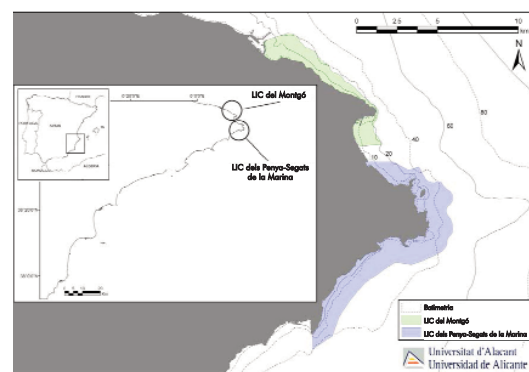 0 2.5 5 10
km
N
LIC del Montgó
LIC dels Penya-Segats
de la Marina
10
20
40
60
80
Batimetria
LIC del Montgó
LIC dels Penya-Segats de la Marina
Universitat d'Alacant
Universidad de Alicante